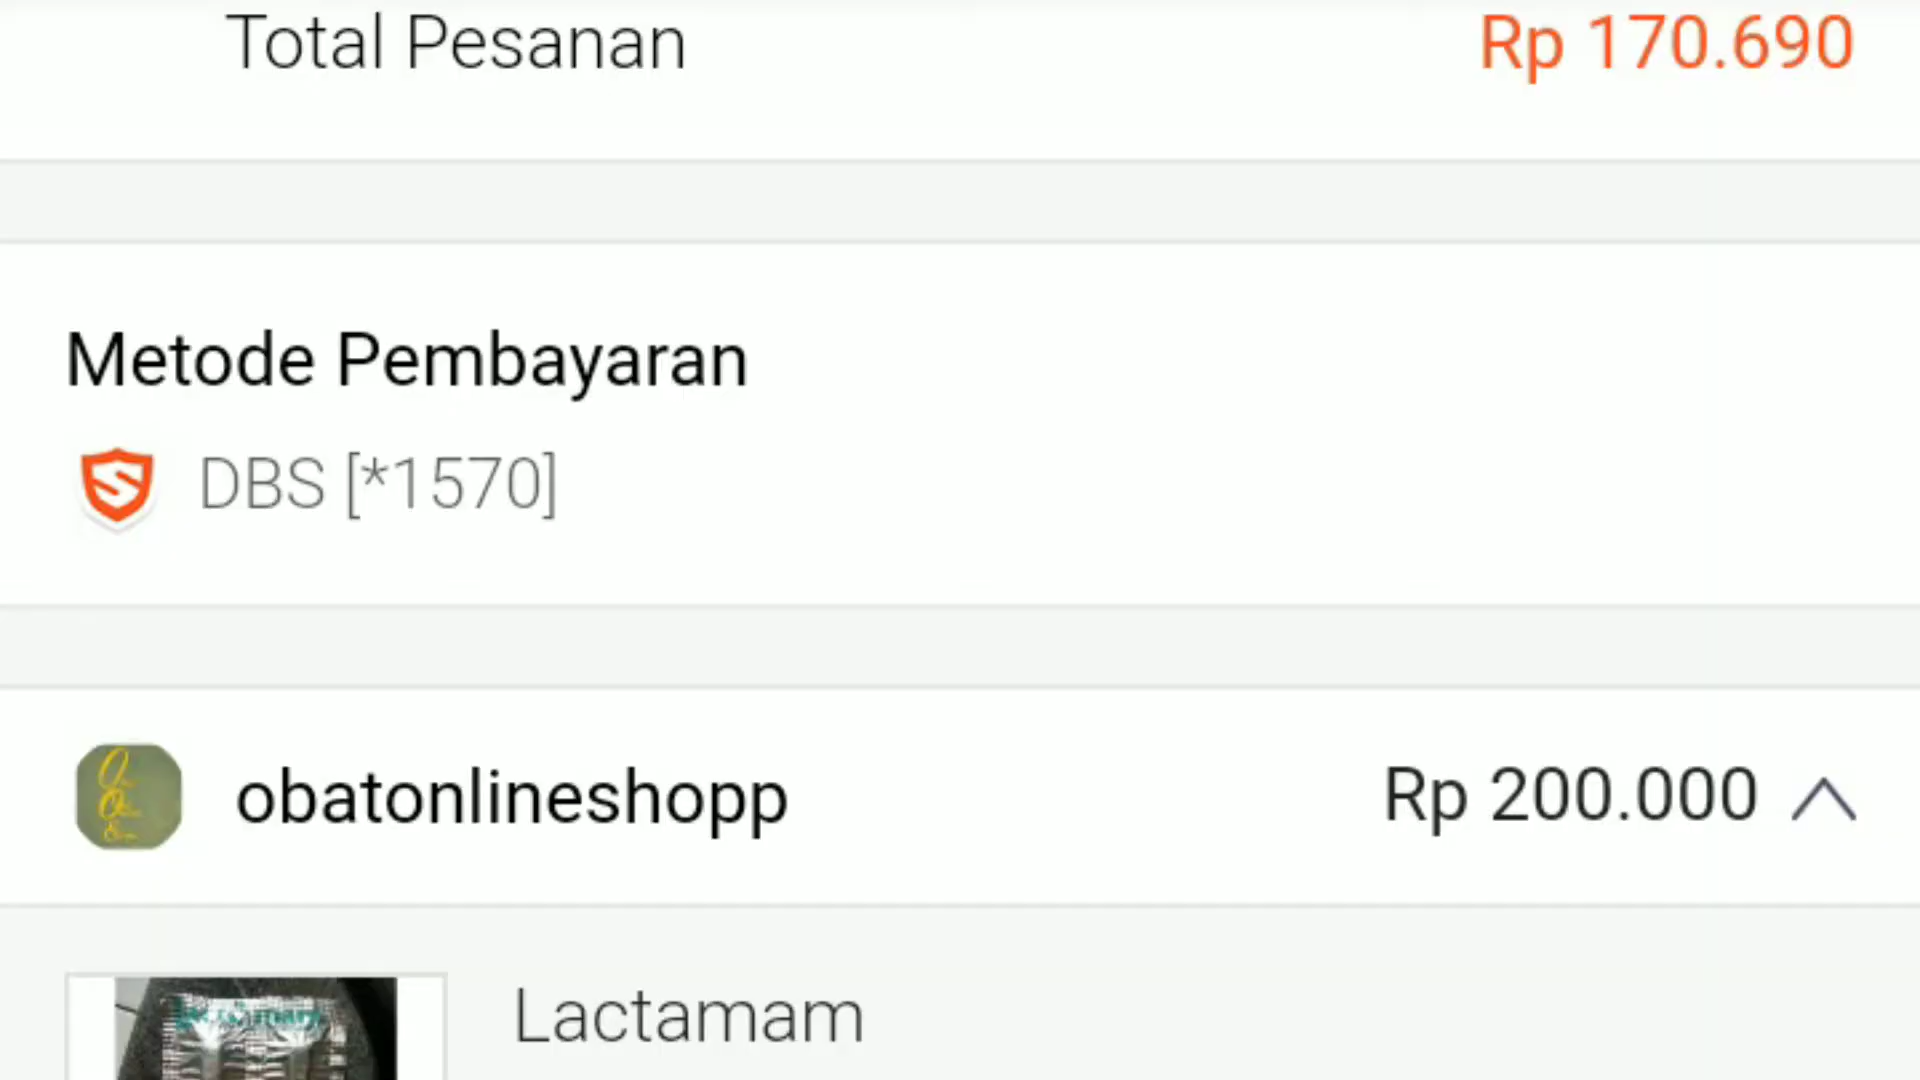 Total Pesanan Rp 170.690
Metode Pembayaran
DBS [*1570]
obatonlineshopp Rp 200.000
Lactamam